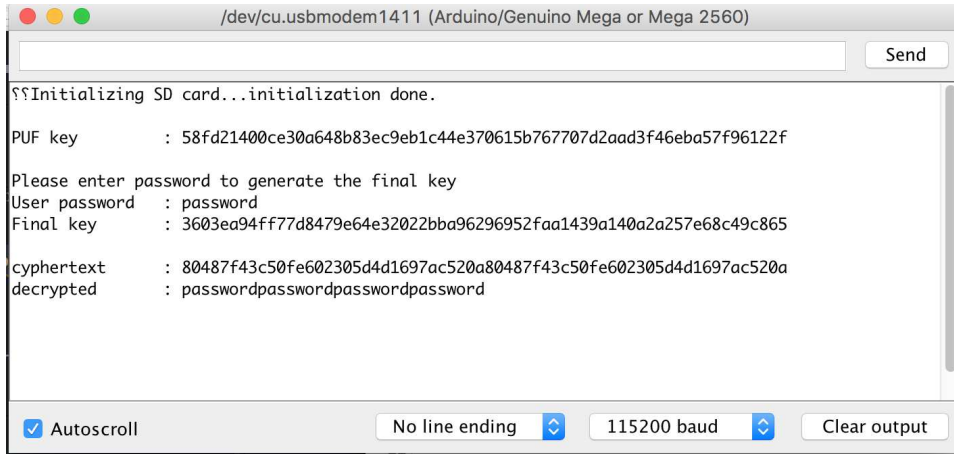 /dev/cu.usbmodem1411 (Arduino/Genuino Mega or Mega 2560)
Send
⸮⸮Initializing SD card...initialization done.
PUF key : 58fd21400ce30a648b83ec9eb1c44e370615b767707d2aad3f46eba57f96122f
Please enter password to generate the final key
User password : password
Final key : 3603ea94ff77d8479e64e32022bba96296952faa1439a140a2a257e68c49c865
cyphertext : 80487f43c50fe602305d4d1697ac520a80487f43c50fe602305d4d1697ac520a
decrypted : passwordpasswordpasswordpassword
Autoscroll No line ending 115200 baud Clear output